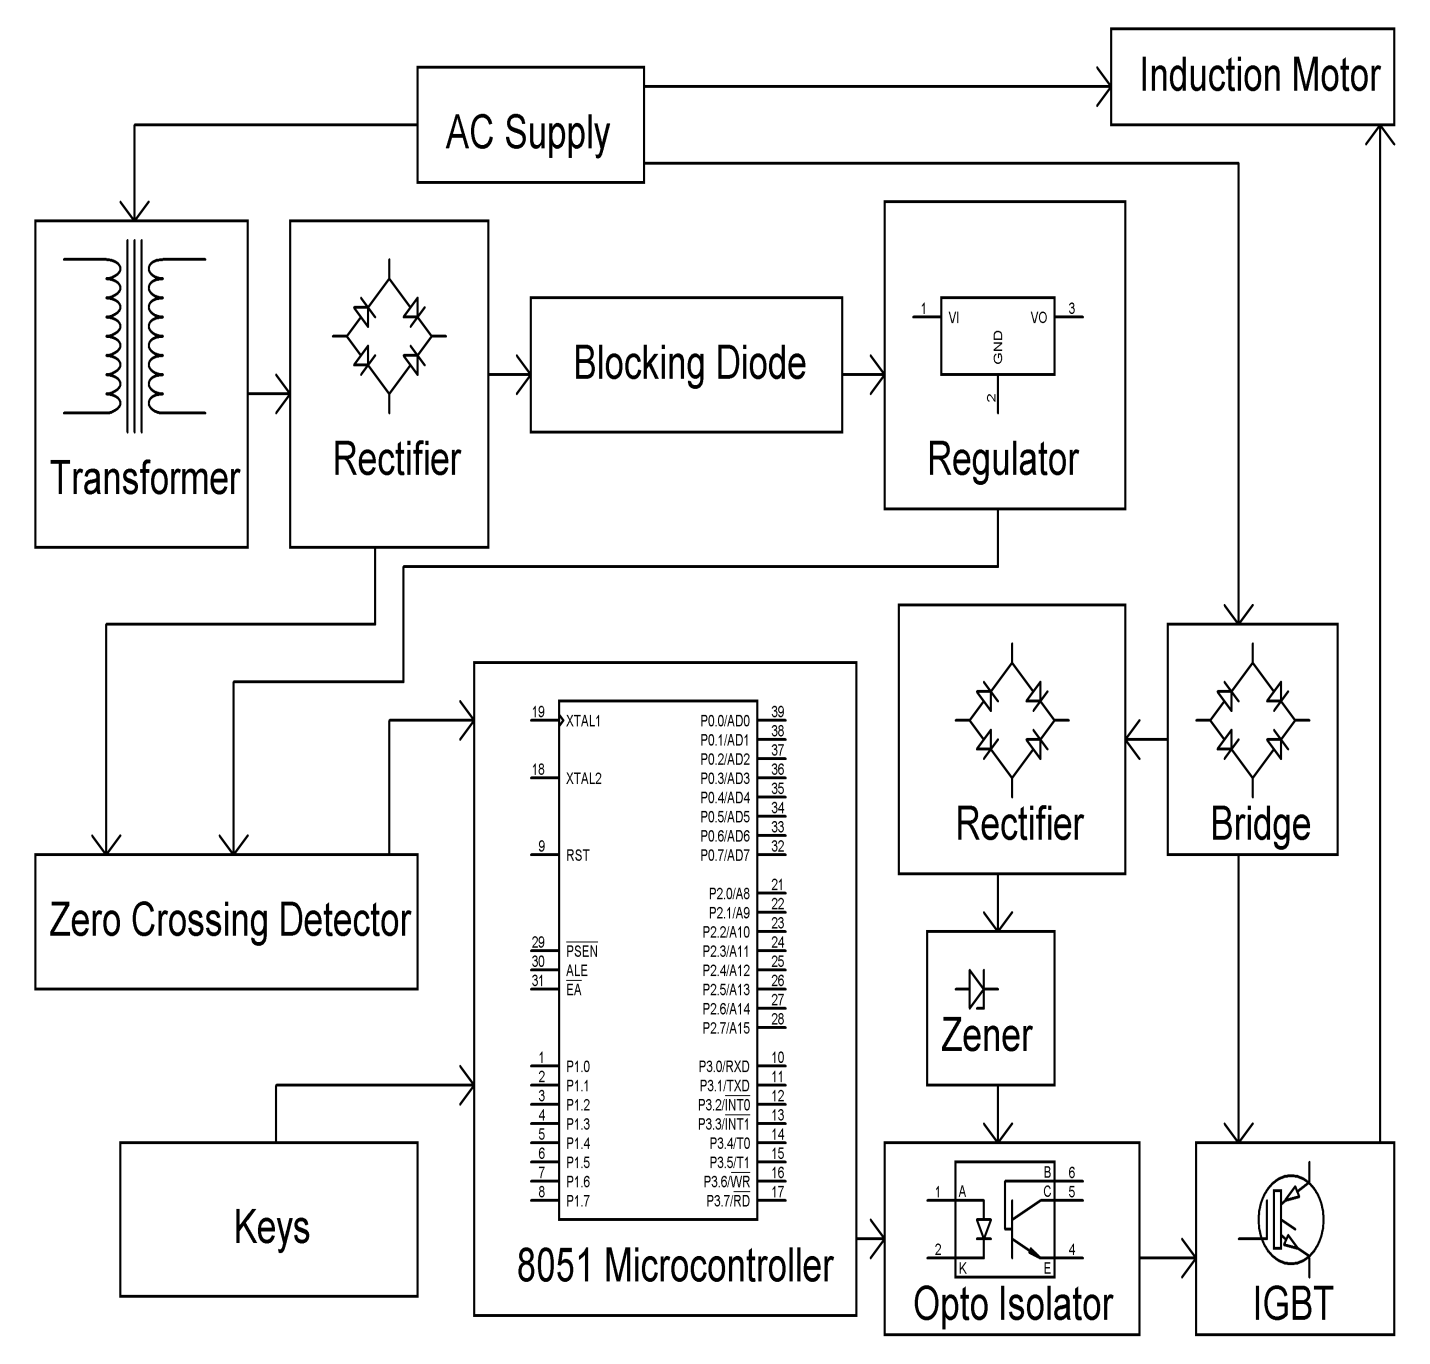 Induction Motor
AC Supply
Transformer
Rectifier
Blocking Diode
1
VI
VO
3
GND
2
Regulator
Zero Crossing Detector
Keys
19 XTAL1
18 XTAL2
9 RST
29 PSEN
30 ALE
31 EA
1 P1.0
2 P1.1
3 P1.2
4 P1.3
5 P1.4
6 P1.5
7 P1.6
8 P1.7
P0.0/AD0 39
P0.1/AD1 38
P0.2/AD2 37
P0.3/AD3 36
P0.4/AD4 35
P0.5/AD5 34
P0.6/AD6 33
P0.7/AD7 32
P2.0/A8 21
P2.1/A9 22
P2.2/A10 23
P2.3/A11 24
P2.4/A12 25
P2.5/A13 26
P2.6/A14 27
P2.7/A15 28
P3.0/RXD 10
P3.1/TXD 11
P3.2/INT0 12
P3.3/INT1 13
P3.4/T0 14
P3.5/T1 15
P3.6/WR 16
P3.7/RD 17
8051 Microcontroller
Rectifier
Bridge
Zener
1 A
2 K
B 6
C 5
4
E
Opto Isolator
IGBT